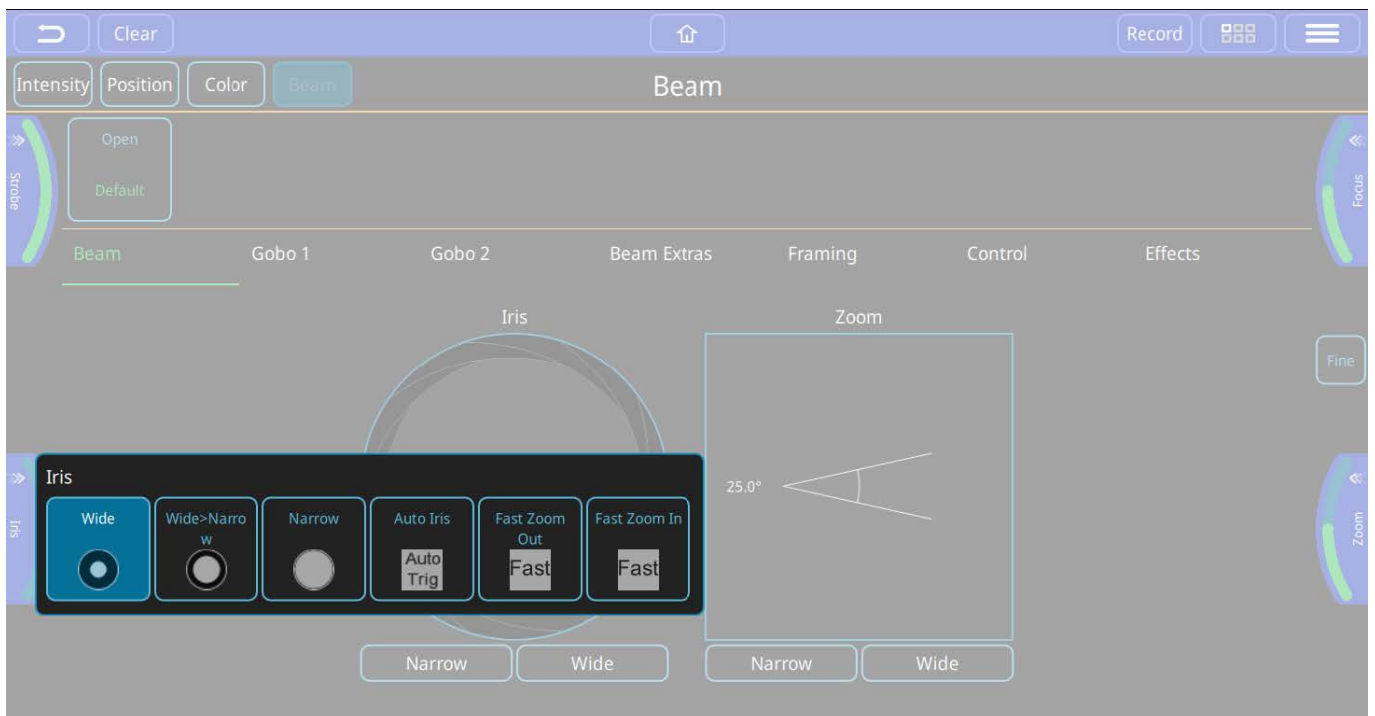 Clear
Record
Intensity
Position
Color
Beam
Beam
Open
Default
Strobe
Focus
Beam
Gobo 1
Gobo 2
Beam Extras
Framing
Control
Effects
Iris
Zoom
Fine
25.0°
Iris
Wide
Wide>Narro
w
Narrow
Auto Iris
Auto
Trig
Fast Zoom
Out
Fast
Fast Zoom In
Fast
Iris
Zoom
Narrow
Wide
Narrow
Wide